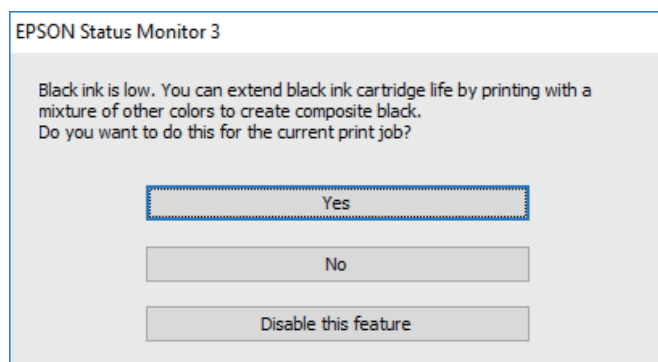 EPSON Status Monitor 3
Black ink is low. You can extend black ink cartridge life by printing with a
mixture of other colors to create composite black.
Do you want to do this for the current print job?
Yes
No
Disable this feature